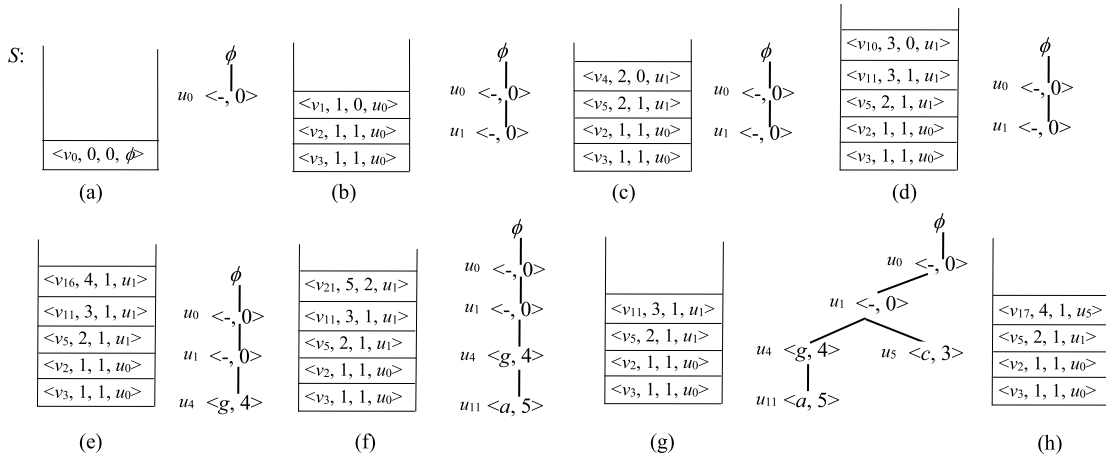 S:
<v0, 0, 0, ϕ>
ϕ
u0 <-, 0>
(a)
<v1, 1, 0, u0>
<v2, 1, 1, u0>
<v3, 1, 1, u0>
ϕ
u0 <-, 0>
u1 <-, 0>
(b)
<v4, 2, 0, u1>
<v5, 2, 1, u1>
<v2, 1, 1, u0>
<v3, 1, 1, u0>
ϕ
u0 <-, 0>
u1 <-, 0>
(c)
<v10, 3, 0, u1>
<v11, 3, 1, u1>
<v5, 2, 1, u1>
<v2, 1, 1, u0>
<v3, 1, 1, u0>
ϕ
u0 <-, 0>
u1 <-, 0>
(d)
<v16, 4, 1, u1>
<v11, 3, 1, u1>
<v5, 2, 1, u1>
<v2, 1, 1, u0>
<v3, 1, 1, u0>
ϕ
u0 <-, 0>
u1 <-, 0>
u4 <g, 4>
(e)
<v21, 5, 2, u1>
<v11, 3, 1, u1>
<v5, 2, 1, u1>
<v2, 1, 1, u0>
<v3, 1, 1, u0>
ϕ
u0 <-, 0>
u1 <-, 0>
u4 <g, 4>
u11 <a, 5>
(f)
<v11, 3, 1, u1>
<v5, 2, 1, u1>
<v2, 1, 1, u0>
<v3, 1, 1, u0>
ϕ
u0 <-, 0>
u1 <-, 0>
u4 <g, 4> u5 <c, 3>
u11 <a, 5>
(g)
<v17, 4, 1, u5>
<v5, 2, 1, u1>
<v2, 1, 1, u0>
<v3, 1, 1, u0>
(h)